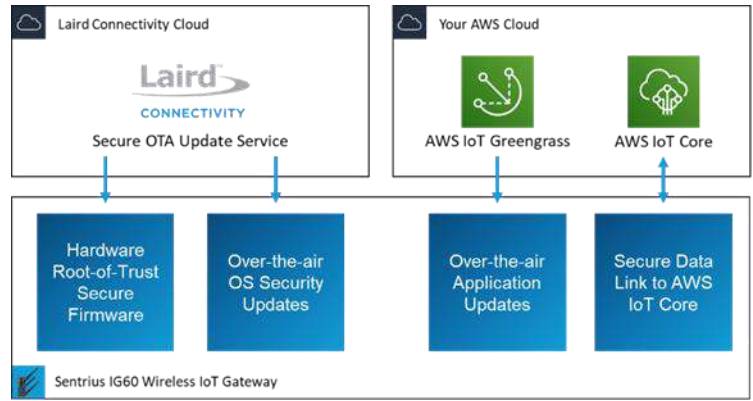 Laird Connectivity Cloud
Laird™
CONNECTIVITY
Secure OTA Update Service
Your AWS Cloud
AWS IoT Greengrass
AWS IoT Core
Hardware
Root-of-Trust
Secure
Firmware
Over-the-air
OS Security
Updates
Over-the-air
Application
Updates
Secure Data
Link to AWS
IoT Core
Sentrius IG60 Wireless IoT Gateway